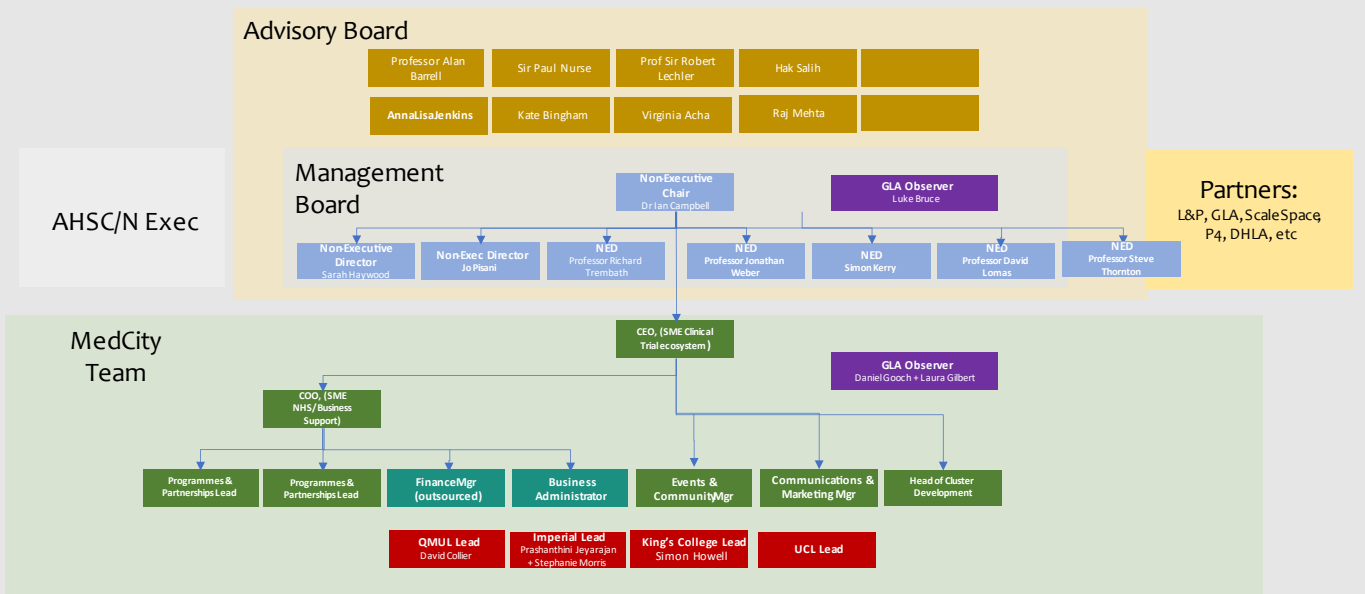 Advisory Board
Professor Alan
Barrell
Sir Paul Nurse
Prof Sir Robert
Lechler
Hak Salih
AnnaLisaJenkins
Kate Bingham
Virginia Acha
Raj Mehta
AHSC/N Exec
Management
Board
Non-Executive
Chair
Dr Ian Campbell
GLA Observer
Luke Bruce
Partners:
L&P, GLA, ScaleSpace,
P4, DHLA, etc
Non-Executive
Director
Sarah Haywood
Non-Exec Director
Jo Pisani
NED
Professor Richard
Trembath
NED
Professor Jonathan
Weber
NED
Simon Kerry
NED
Professor David
Lomas
NED
Professor Steve
Thornton
MedCity
Team
CEO, (SME Clinical
Trial ecosystem )
GLA Observer
Daniel Gooch + Laura Gilbert
COO, (SME
NHS/Business
Support)
Programmes &
Partnerships Lead
Programmes &
Partnerships Lead
FinanceMgr
(outsourced)
Business
Administrator
Events &
CommunityMgr
Communications &
Marketing Mgr
Head of Cluster
Development
QMUL Lead
David Collier
Imperial Lead
Prashanthini Jeyarajan
+ Stephanie Morris
King's College Lead
Simon Howell
UCL Lead